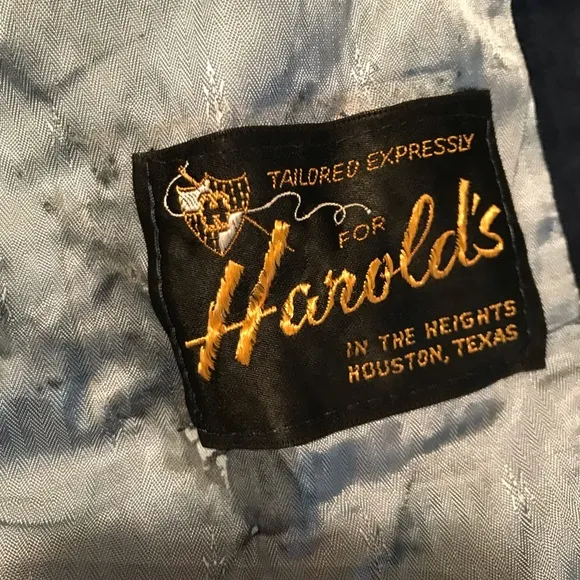 TAILORED EXPRESSLY
FOR
Harold's
IN THE HEIGHTS
HOUSTON, TEXAS